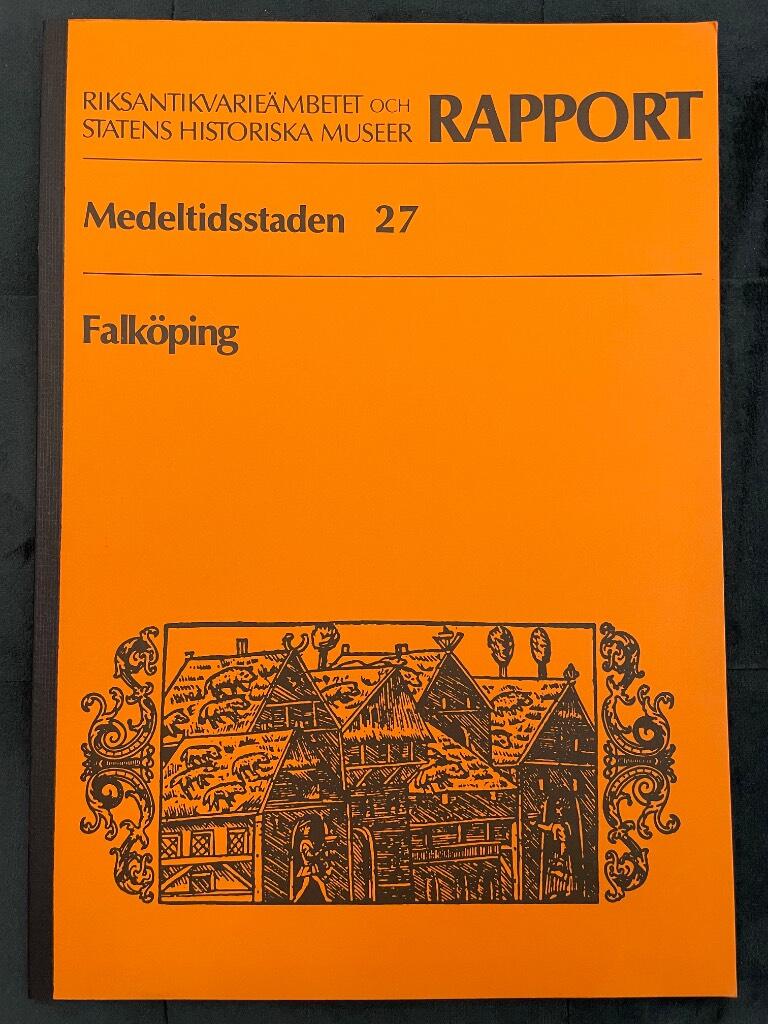 RIKSANTIKVARIEÄMBETET OCH
STATENS HISTORISKA MUSEER RAPPORT
Medeltidsstaden 27
Falköping